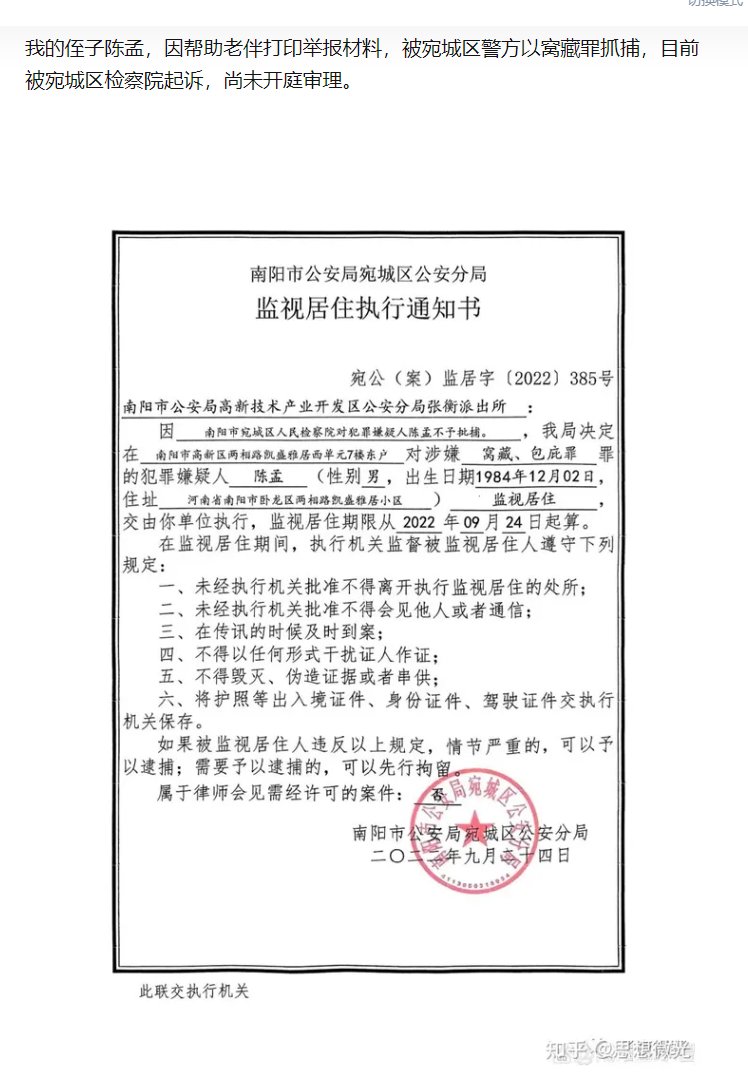 切换模式
我的侄子陈孟，因帮助老伴打印举报材料，被宛城区警方以窝藏罪抓捕，目前
被宛城区检察院起诉，尚未开庭审理。
南阳市公安局宛城区公安分局
监视居住执行通知书
宛公（案）监居字〔2022〕385号
南阳市公安局高新技术产业开发区公安分局张衡派出所：
因 南阳市宛城区人民检察院对犯罪嫌疑人陈孟不予批捕。，我局决定
在 南阳市高新区两相路凯盛雅居西单元7楼东户 对涉嫌 窝藏、包庇罪 罪
的犯罪嫌疑人 陈孟 （性别男，出生日期1984年12月02日，
住址 河南省南阳市卧龙区两相路凯盛雅居小区 ） 监视居住 ，
交由你单位执行，监视居住期限从 2022 年 09 月 24 日起算。
在监视居住期间，执行机关监督被监视居住人遵守下列
规定：
一、未经执行机关批准不得离开执行监视居住的处所；
二、未经执行机关批准不得会见他人或者通信；
三、在传讯的时候及时到案；
四、不得以任何形式干扰证人作证；
五、不得毁灭、伪造证据或者串供；
六、将护照等出入境证件、身份证件、驾驶证件交执行
机关保存。
如果被监视居住人违反以上规定，情节严重的，可以予
以逮捕；需要予以逮捕的，可以先行拘留。
属于律师会见需经许可的案件： 否
南阳市公安局宛城区公安分局
二〇二二年九月二十四日
南阳市公安局宛城区公安分局
此联交执行机关
知乎 @思想微光